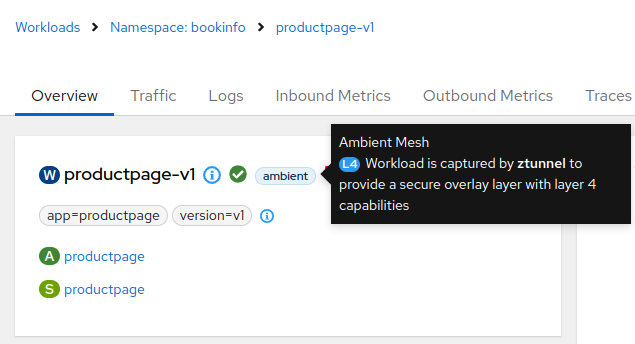 Workloads > Namespace: bookinfo > productpage-v1
Overview Traffic Logs Inbound Metrics Outbound Metrics Traces
Ambient Mesh
L4 Workload is captured by ztunnel to
provide a secure overlay layer with layer 4
capabilities
W productpage-v1 ambient
app=productpage version=v1
A productpage
S productpage